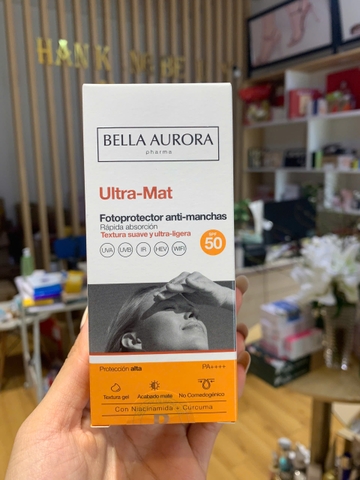 BELLA AURORA
pharma
Ultra-Mat
Fotoprotector anti-manchas
Rápida absorción
Textura suave y ultra-ligera
UVA UVB IR HEV WIFI
SPF
50
Protección alta PA++++
Textura gel Acabado mate No Comedogénico
Con Niacinamida + Cúrcuma